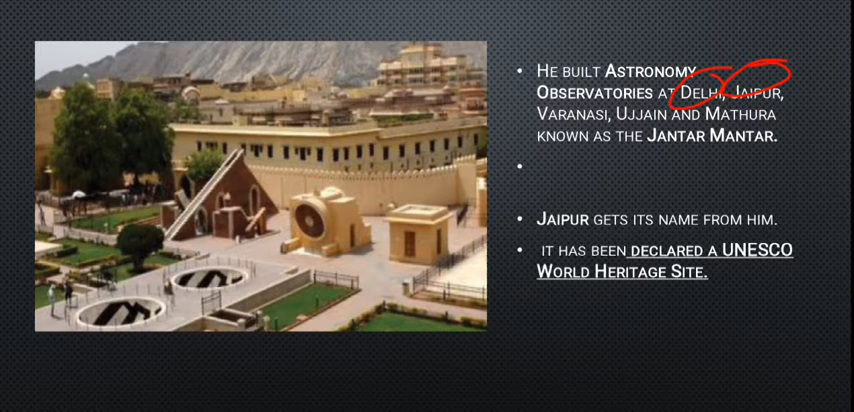 • HE BUILT ASTRONOMY
OBSERVATORIES AT DELHI, JAIPUR,
VARANASI, UJJAIN AND MATHURA
KNOWN AS THE JANTAR MANTAR.
•
• JAIPUR GETS ITS NAME FROM HIM.
• IT HAS BEEN DECLARED A UNESCO
WORLD HERITAGE SITE.